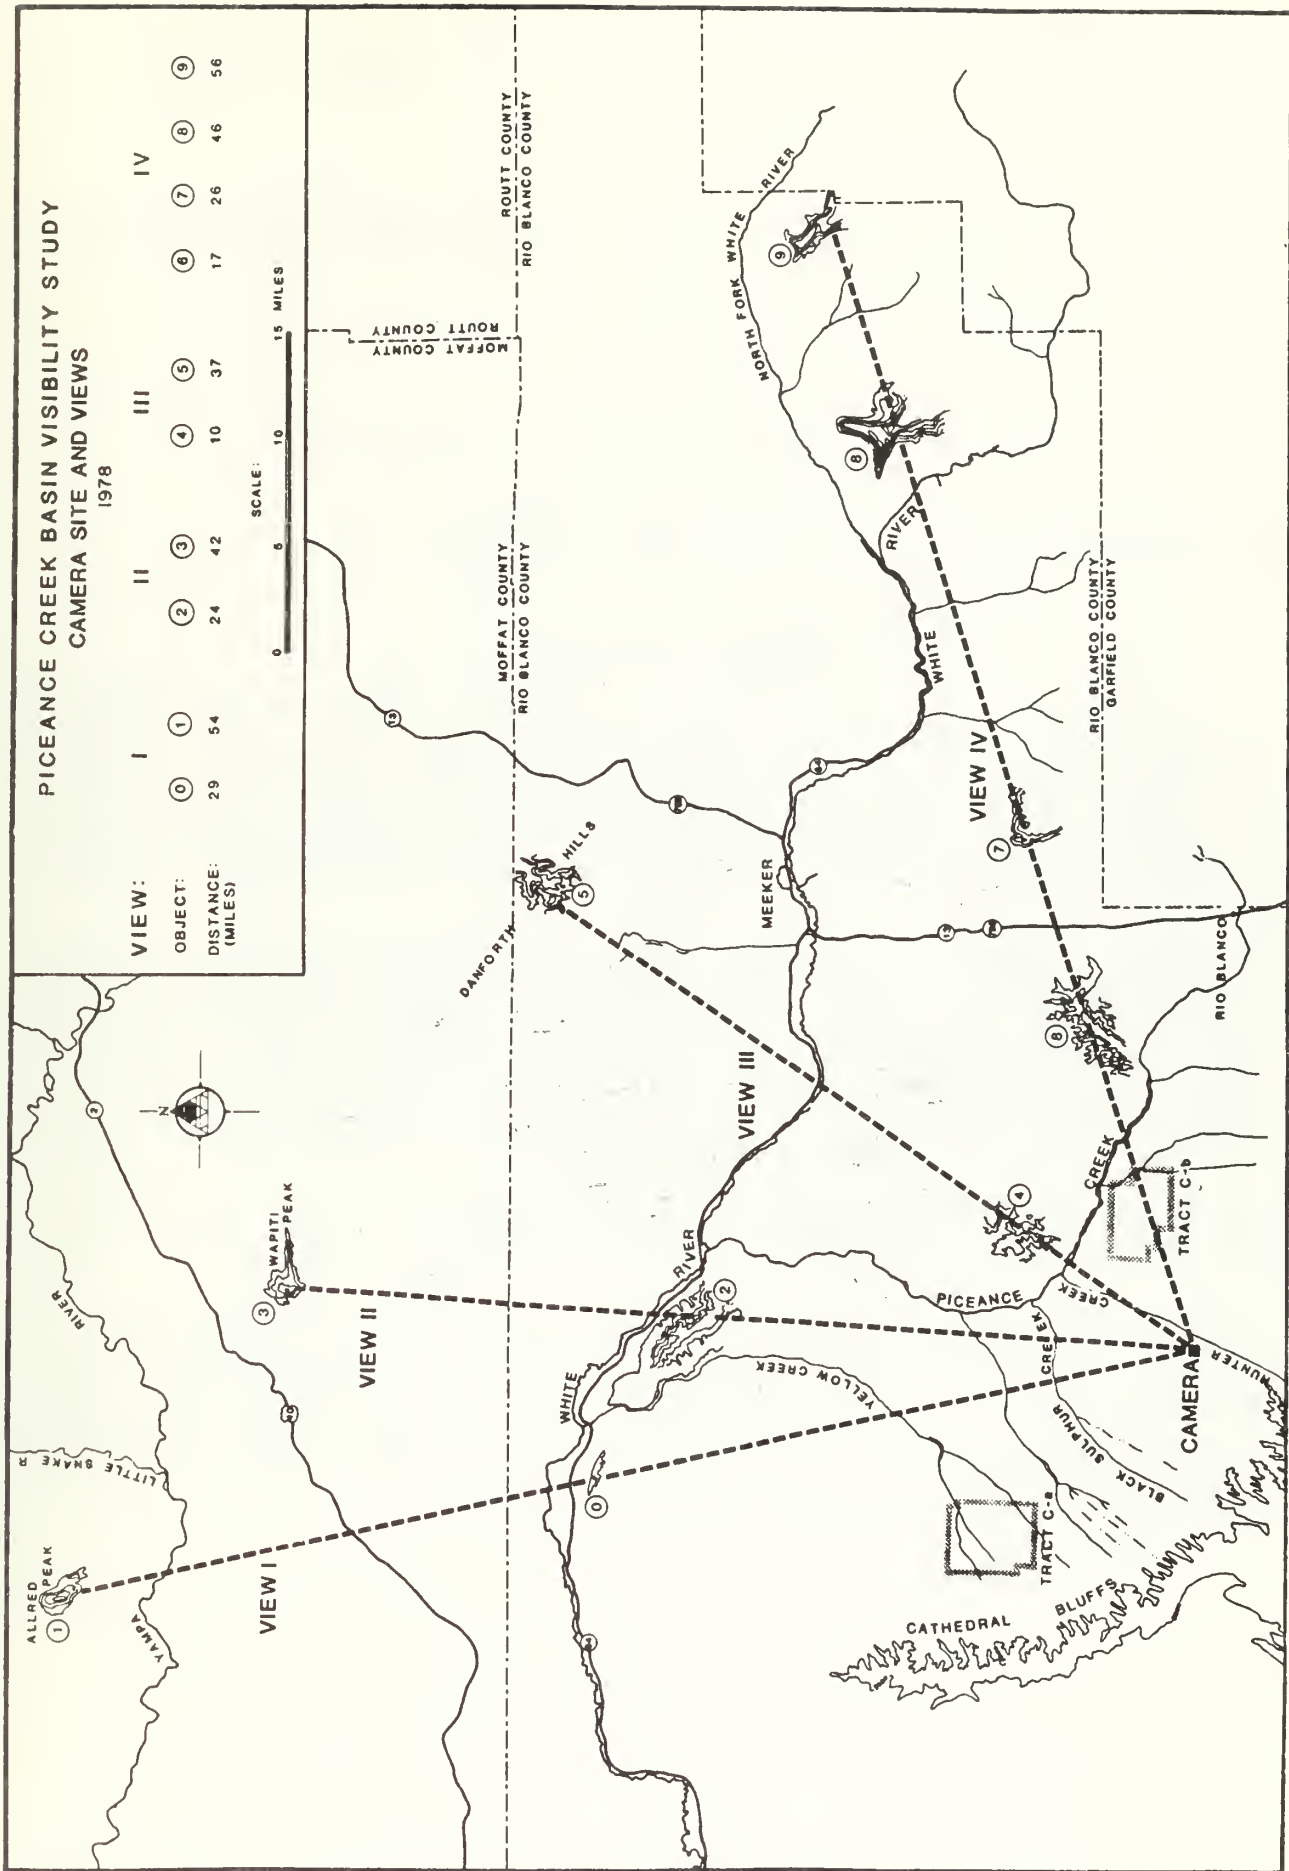 PICEANCE CREEK BASIN VISIBILITY STUDY
CAMERA SITE AND VIEWS
1978
VIEW: I II III IV
OBJECT: 0 1 2 3 4 5 6 7 8 9
DISTANCE: 29 54 24 42 10 37 17 26 46 56
(MILES)
SCALE:
0 5 10 15 MILES
ALLRED
PEAK
1
YAMPA
RIVER
LITTLE SNAKE R
2
40
N
WAPITI
PEAK
3
VIEW I
VIEW II
13
MOFFAT COUNTY
ROUTT COUNTY
MOFFAT COUNTY
RIO BLANCO COUNTY
ROUTT COUNTY
RIO BLANCO COUNTY
DANFORTH
HILLS
5
789
64
0
WHITE
RIVER
2
VIEW III
MEEKER
NORTH FORK WHITE RIVER
9
8
RIVER
WHITE
VIEW IV
7
13
789
YELLOW CREEK
PICEANCE
CREEK
4
8
CATHEDRAL
BLUFFS
TRACT C-a
BLACK SULPHUR
CREEK
CREEK
HUNTER
CAMERA
TRACT C-b
RIO BLANCO
RIO BLANCO COUNTY
GARFIELD COUNTY